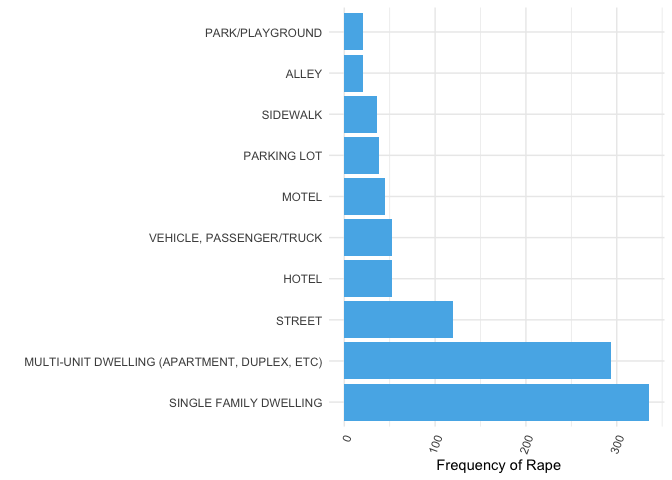 PARK/PLAYGROUND
ALLEY
SIDEWALK
PARKING LOT
MOTEL
VEHICLE, PASSENGER/TRUCK
HOTEL
STREET
MULTI-UNIT DWELLING (APARTMENT, DUPLEX, ETC)
SINGLE FAMILY DWELLING
0
100
200
300
Frequency of Rape